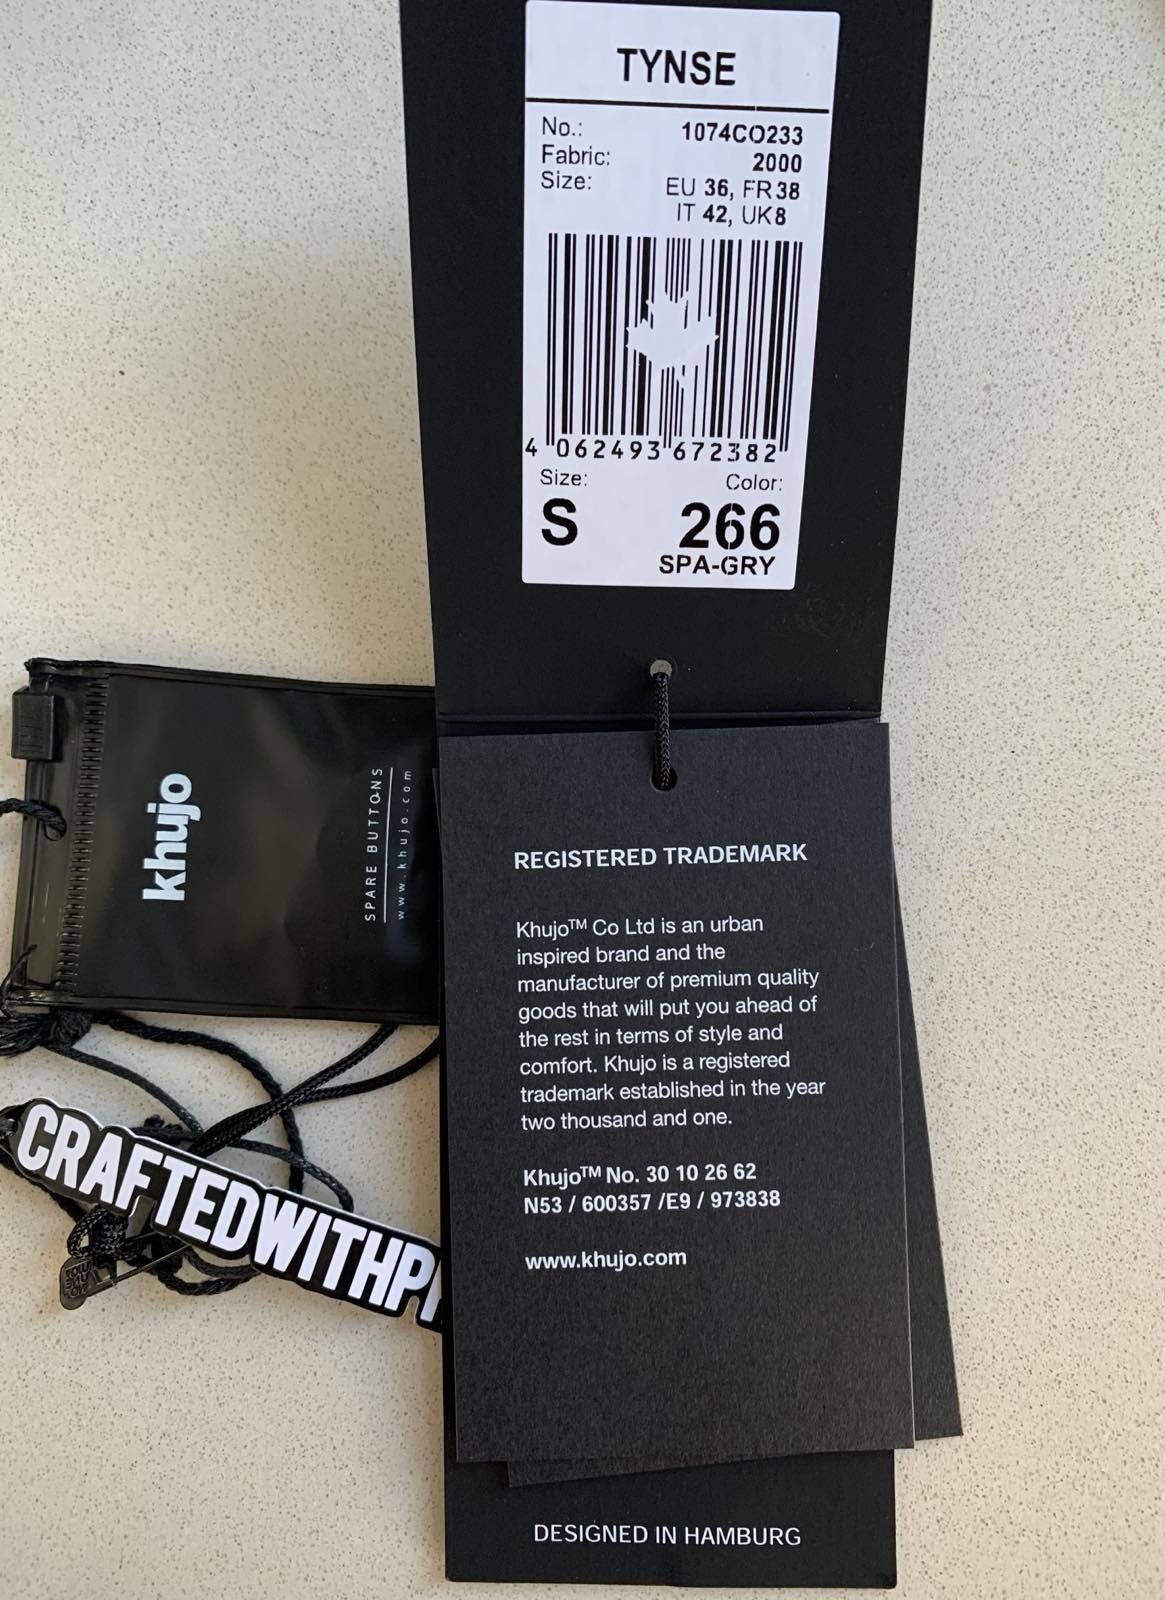 TYNSE
No.: 1074CO233
Fabric: 2000
Size: EU 36, FR 38
IT 42, UK 8
4 062493 672382
Size: Color:
S 266
SPA-GRY
khujo
SPARE BUTTONS
www.khujo.com
REGISTERED TRADEMARK
Khujo™ Co Ltd is an urban
inspired brand and the
manufacturer of premium quality
goods that will put you ahead of
the rest in terms of style and
comfort. Khujo is a registered
trademark established in the year
two thousand and one.
Khujo™ No. 30 10 26 62
N53 / 600357 /E9 / 973838
www.khujo.com
CRAFTEDWITHP
DESIGNED IN HAMBURG